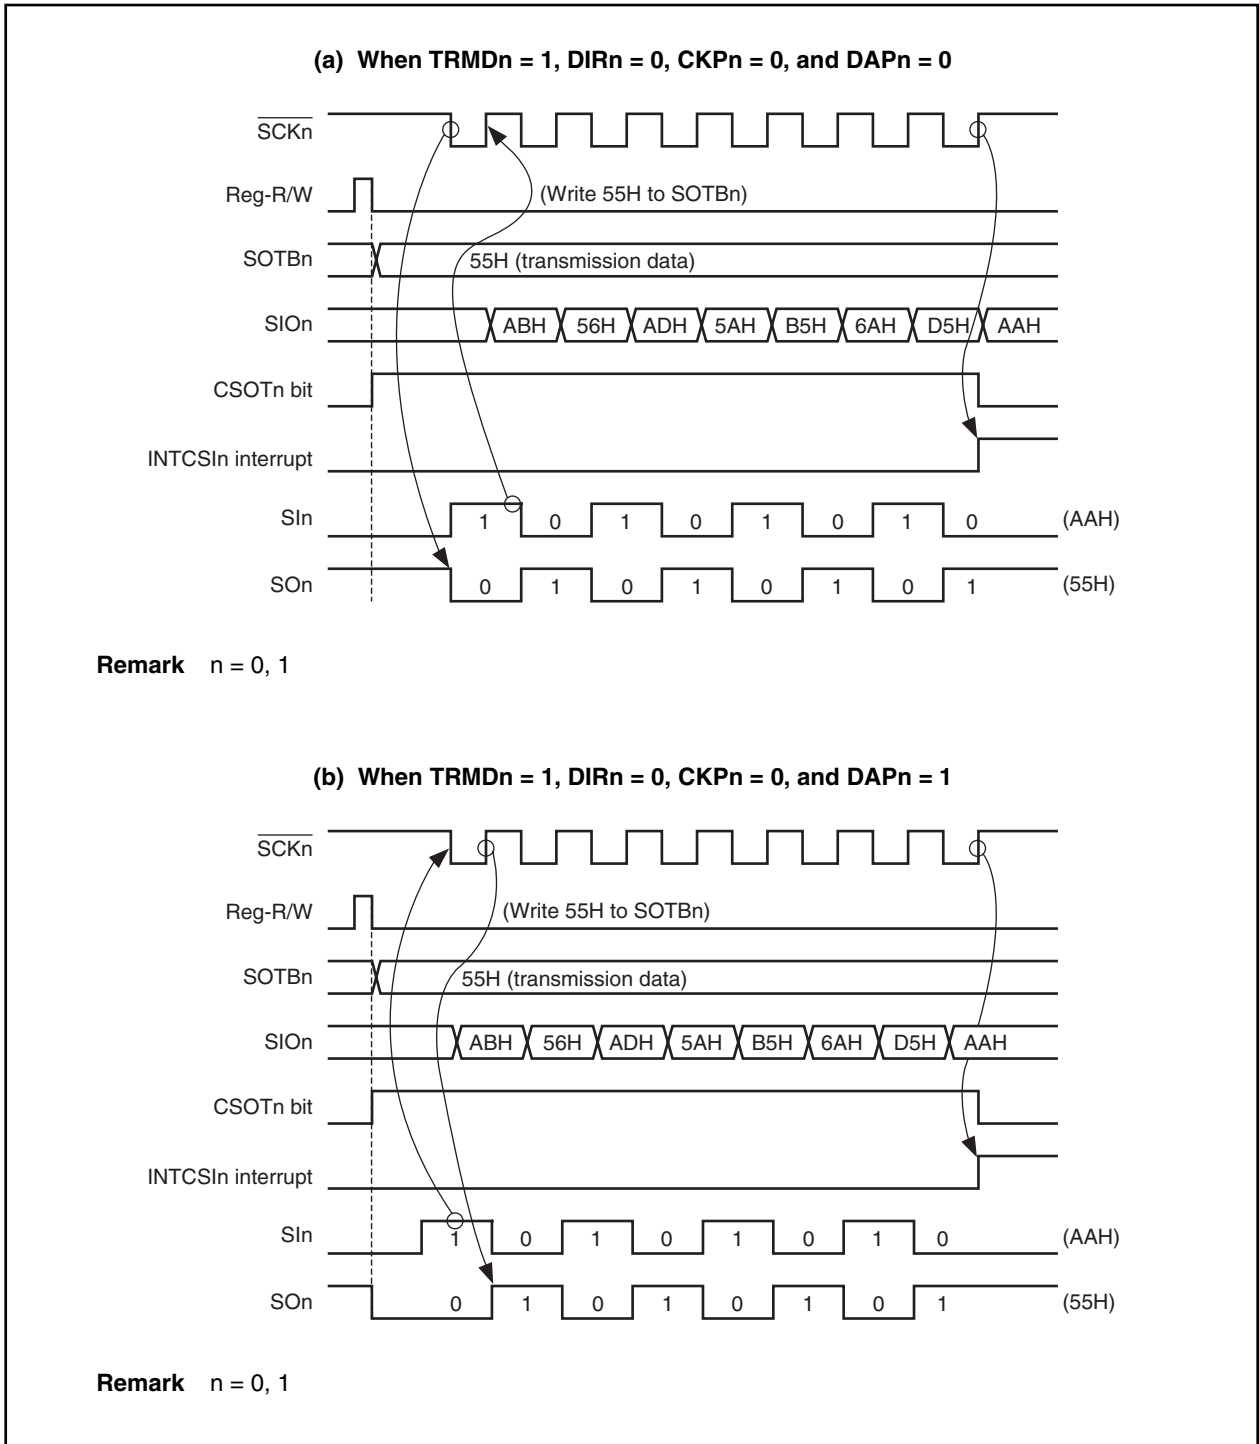 (a) When TRMDn = 1, DIRn = 0, CKPn = 0, and DAPn = 0
SCKn
Reg-R/W (Write 55H to SOTBn)
SOTBn 55H (transmission data)
SIOn ABH 56H ADH 5AH B5H 6AH D5H AAH
CSOTn bit
INTCSIn interrupt
SIn 1 0 1 0 1 0 1 0 (AAH)
SOn 0 1 0 1 0 1 0 1 (55H)
Remark n = 0, 1
(b) When TRMDn = 1, DIRn = 0, CKPn = 0, and DAPn = 1
SCKn
Reg-R/W (Write 55H to SOTBn)
SOTBn 55H (transmission data)
SIOn ABH 56H ADH 5AH B5H 6AH D5H AAH
CSOTn bit
INTCSIn interrupt
SIn 1 0 1 0 1 0 1 0 (AAH)
SOn 0 1 0 1 0 1 0 1 (55H)
Remark n = 0, 1